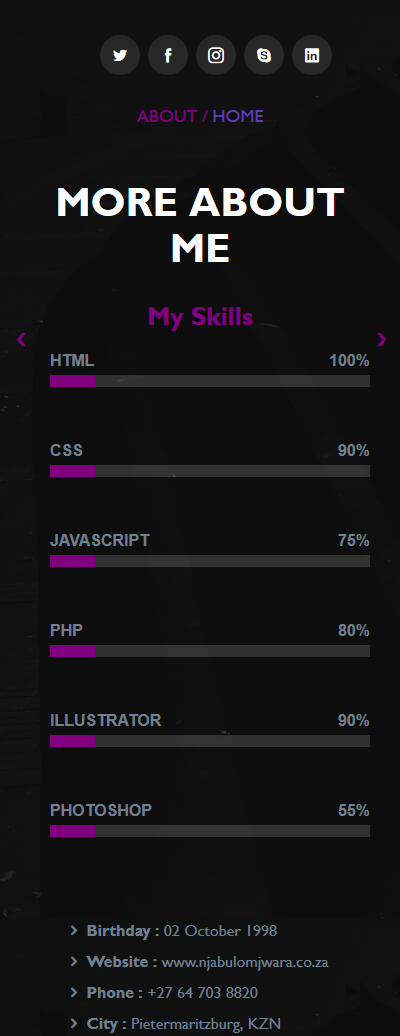 ABOUT / HOME
MORE ABOUT
ME
My Skills
HTML 100%
CSS 90%
JAVASCRIPT 75%
PHP 80%
ILLUSTRATOR 90%
PHOTOSHOP 55%
Birthday : 02 October 1998
Website : www.njabulomjwara.co.za
Phone : +27 64 703 8820
City : Pietermaritzburg, KZN